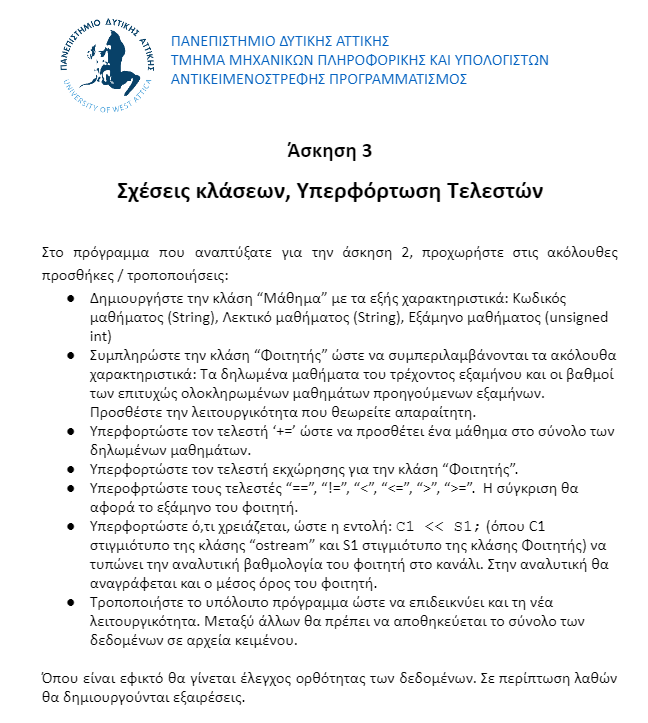 ΠΑΝΕΠΙΣΤΗΜΙΟ ΔΥΤΙΚΗΣ ΑΤΤΙΚΗΣ
UNIVERSITY OF WEST ATTICA
ΠΑΝΕΠΙΣΤΗΜΙΟ ΔΥΤΙΚΗΣ ΑΤΤΙΚΗΣ
ΤΜΗΜΑ ΜΗΧΑΝΙΚΩΝ ΠΛΗΡΟΦΟΡΙΚΗΣ ΚΑΙ ΥΠΟΛΟΓΙΣΤΩΝ
ΑΝΤΙΚΕΙΜΕΝΟΣΤΡΕΦΗΣ ΠΡΟΓΡΑΜΜΑΤΙΣΜΟΣ
Άσκηση 3
Σχέσεις κλάσεων, Υπερφόρτωση Τελεστών
Στο πρόγραμμα που αναπτύξατε για την άσκηση 2, προχωρήστε στις ακόλουθες
προσθήκες / τροποποιήσεις:
● Δημιουργήστε την κλάση “Μάθημα” με τα εξής χαρακτηριστικά: Κωδικός
μαθήματος (String), Λεκτικό μαθήματος (String), Εξάμηνο μαθήματος (unsigned
int)
● Συμπληρώστε την κλάση “Φοιτητής” ώστε να συμπεριλαμβάνονται τα ακόλουθα
χαρακτηριστικά: Τα δηλωμένα μαθήματα του τρέχοντος εξαμήνου και οι βαθμοί
των επιτυχώς ολοκληρωμένων μαθημάτων προηγούμενων εξαμήνων.
Προσθέστε την λειτουργικότητα που θεωρείτε απαραίτητη.
● Υπερφορτώστε τον τελεστή ‘+=’ ώστε να προσθέτει ένα μάθημα στο σύνολο των
δηλωμένων μαθημάτων.
● Υπερφορτώστε τον τελεστή εκχώρησης για την κλάση “Φοιτητής”.
● Υπεροφρτώστε τους τελεστές “==”, “!=”, “<”, “<=”, “>”, “>=”. Η σύγκριση θα
αφορά το εξάμηνο του φοιτητή.
● Υπερφορτώστε ό,τι χρειάζεται, ώστε η εντολή: C1 << S1; (όπου C1
στιγμιότυπο της κλάσης “ostream” και S1 στιγμιότυπο της κλάσης Φοιτητής) να
τυπώνει την αναλυτική βαθμολογία του φοιτητή στο κανάλι. Στην αναλυτική θα
αναγράφεται και ο μέσος όρος του φοιτητή.
● Τροποποιήστε το υπόλοιπο πρόγραμμα ώστε να επιδεικνύει και τη νέα
λειτουργικότητα. Μεταξύ άλλων θα πρέπει να αποθηκεύεται το σύνολο των
δεδομένων σε αρχεία κειμένου.
Όπου είναι εφικτό θα γίνεται έλεγχος ορθότητας των δεδομένων. Σε περίπτωση λαθών
θα δημιουργούνται εξαιρέσεις.